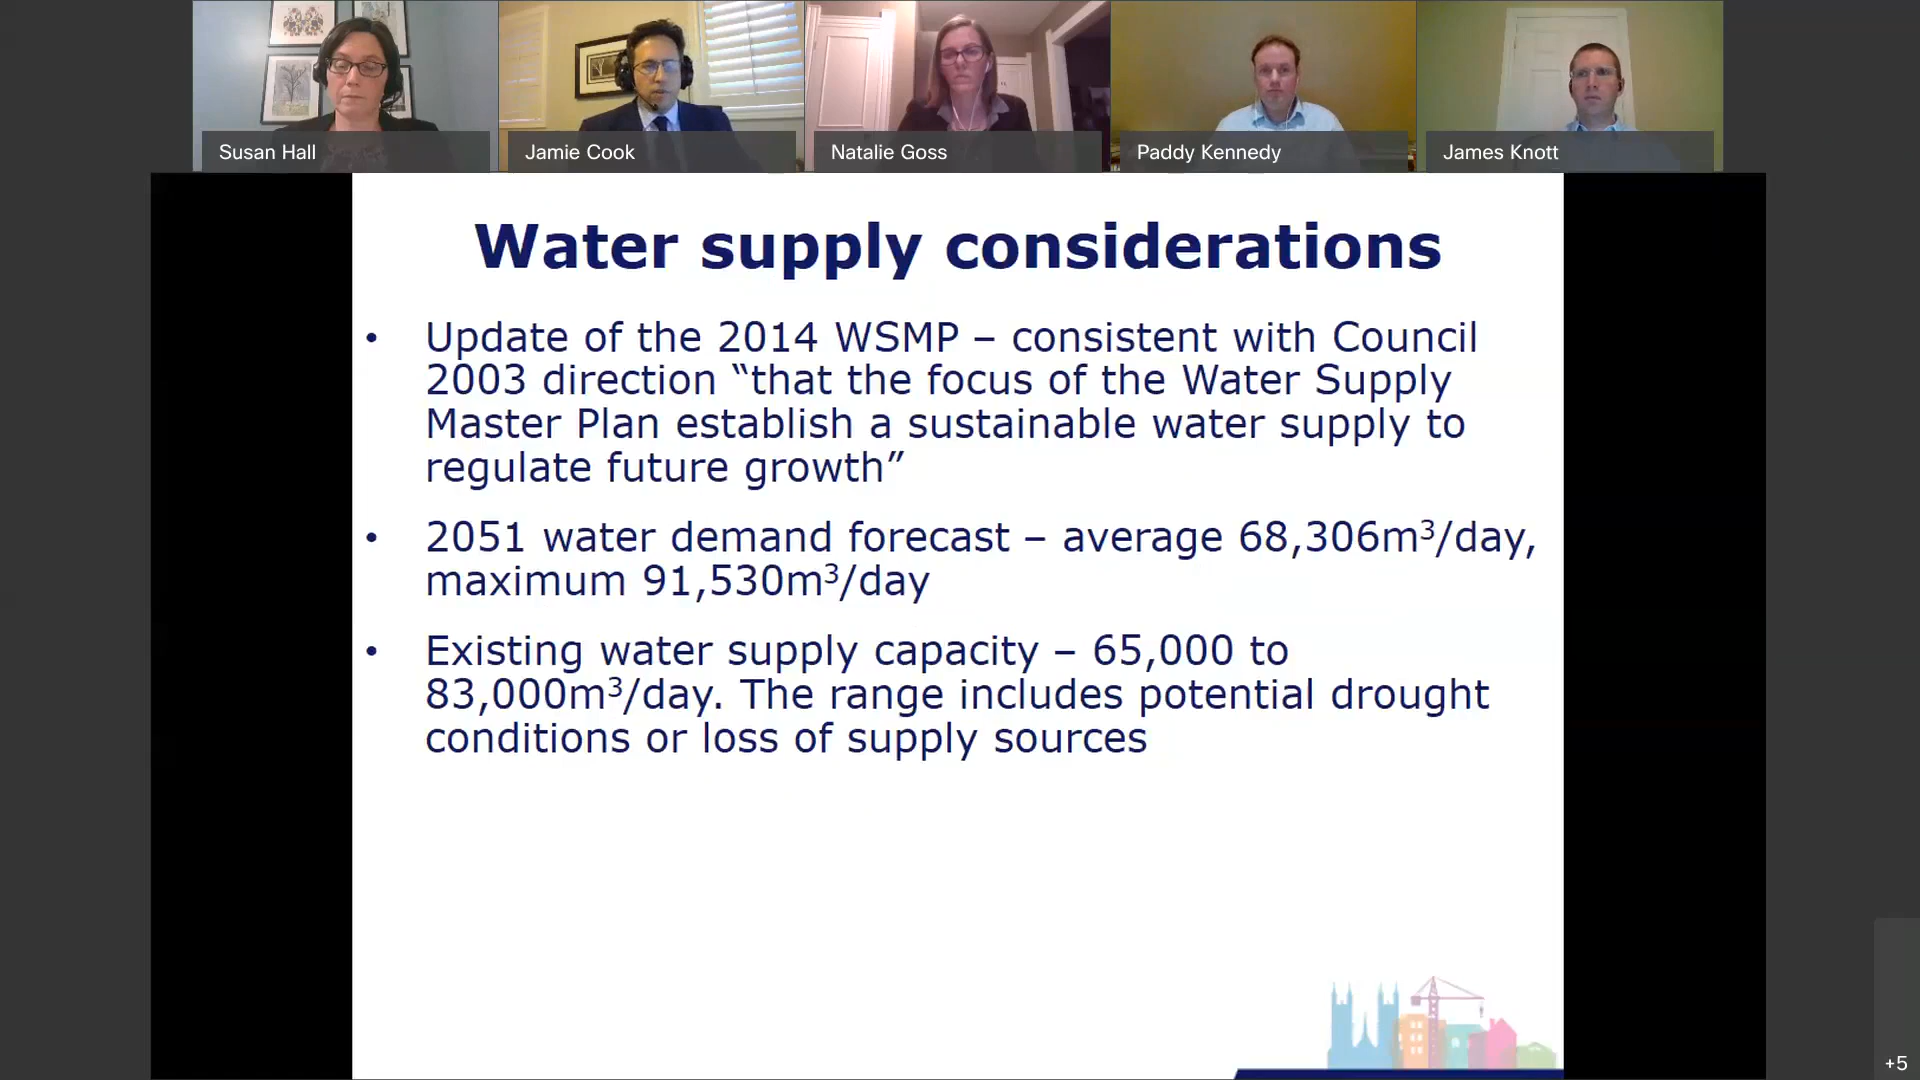 Susan Hall
Jamie Cook
Natalie Goss
Paddy Kennedy
James Knott
Water supply considerations
• Update of the 2014 WSMP – consistent with Council
2003 direction “that the focus of the Water Supply
Master Plan establish a sustainable water supply to
regulate future growth”
• 2051 water demand forecast – average 68,306m³/day,
maximum 91,530m³/day
• Existing water supply capacity – 65,000 to
83,000m³/day. The range includes potential drought
conditions or loss of supply sources
+5